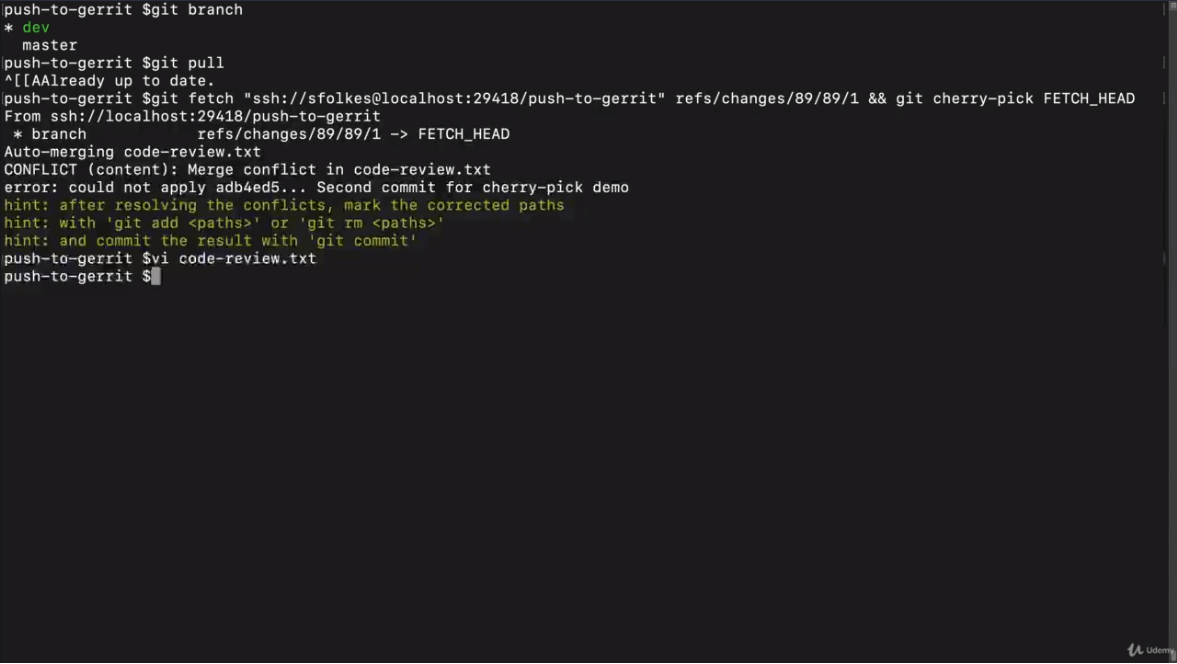 push-to-gerrit $git branch
* dev
  master
push-to-gerrit $git pull
^[[AAlready up to date.
push-to-gerrit $git fetch "ssh://sfolkes@localhost:29418/push-to-gerrit" refs/changes/89/89/1 && git cherry-pick FETCH_HEAD
From ssh://localhost:29418/push-to-gerrit
 * branch            refs/changes/89/89/1 -> FETCH_HEAD
Auto-merging code-review.txt
CONFLICT (content): Merge conflict in code-review.txt
error: could not apply adb4ed5... Second commit for cherry-pick demo
hint: after resolving the conflicts, mark the corrected paths
hint: with 'git add <paths>' or 'git rm <paths>'
hint: and commit the result with 'git commit'
push-to-gerrit $vi code-review.txt
push-to-gerrit $
Udemy